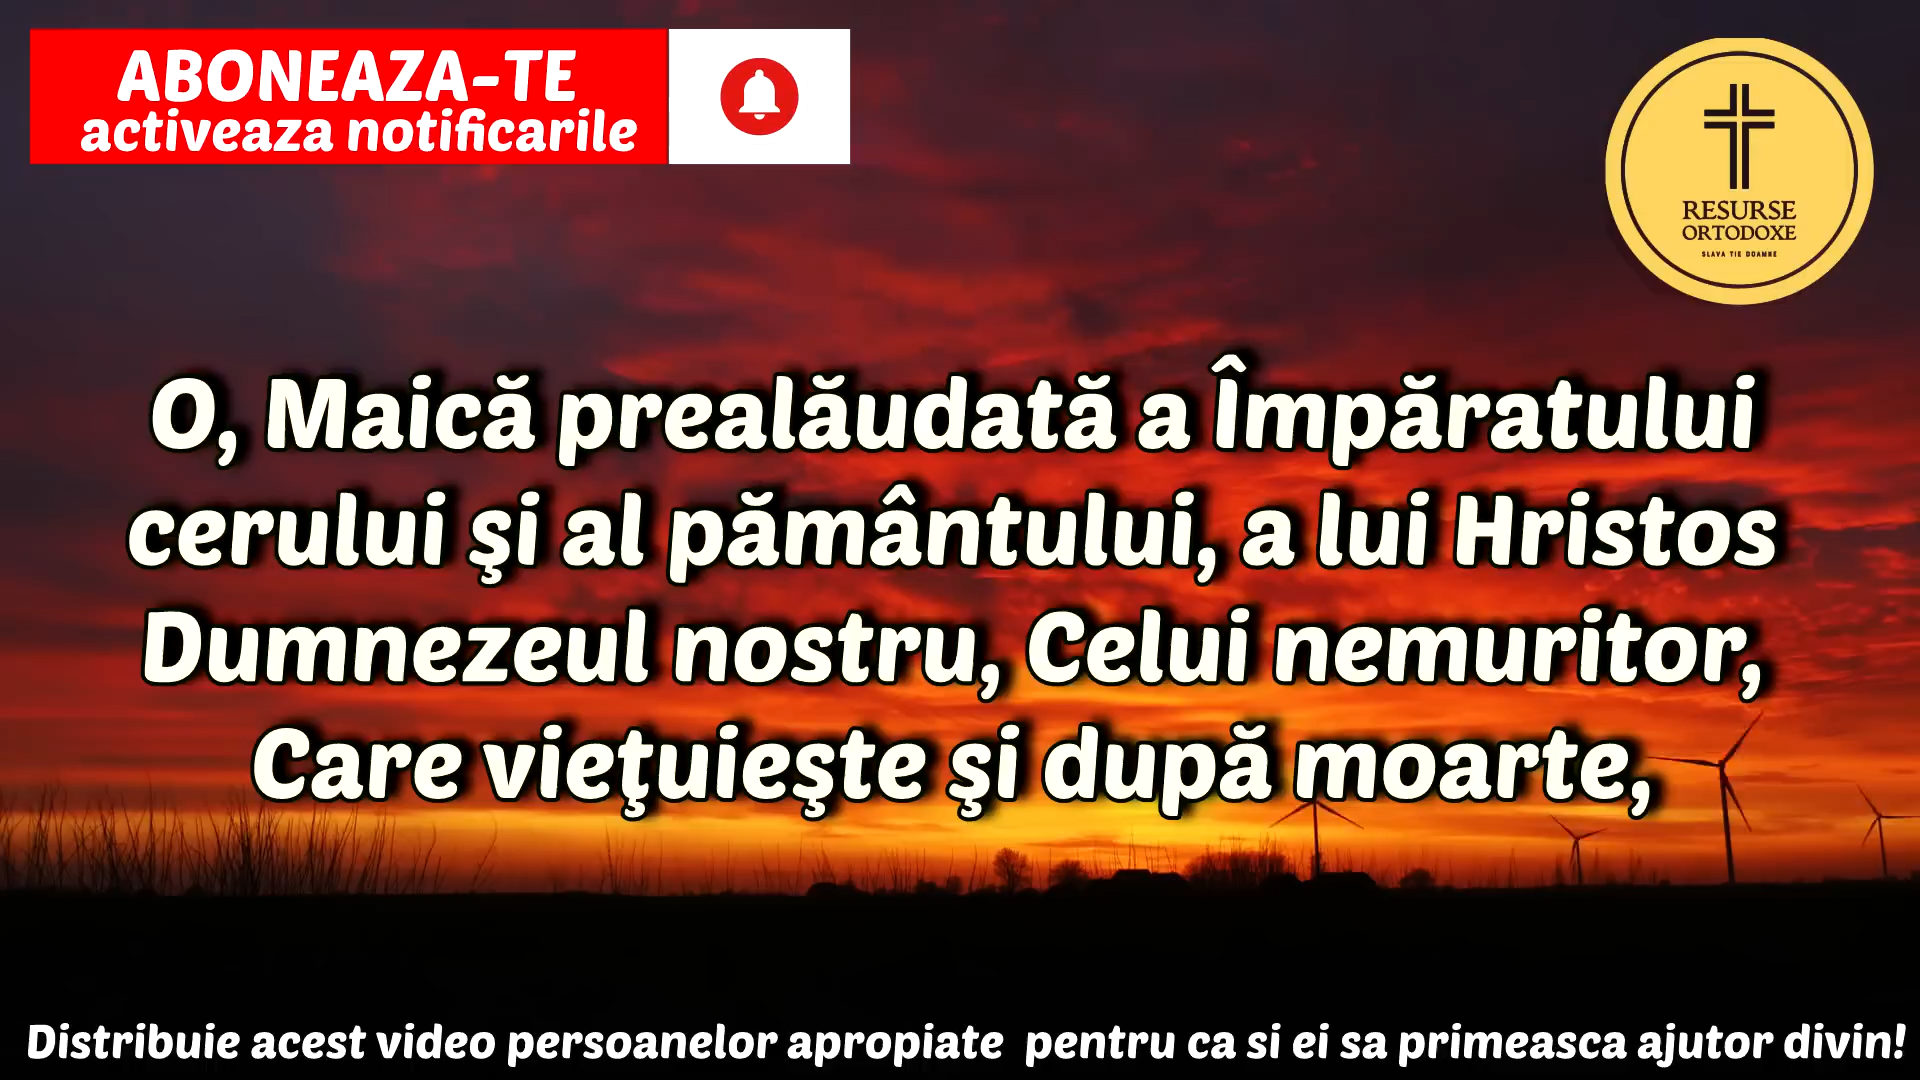 ABONEAZA-TE
activeaza notificarile
RESURSE
ORTODOXE
SLAVA TIE DOAMNE
O, Maică prealăudată a Împăratului
cerului şi al pământului, a lui Hristos
Dumnezeul nostru, Celui nemuritor,
Care vieţuieşte şi după moarte,
Distribuie acest video persoanelor apropiate pentru ca si ei sa primeasca ajutor divin!